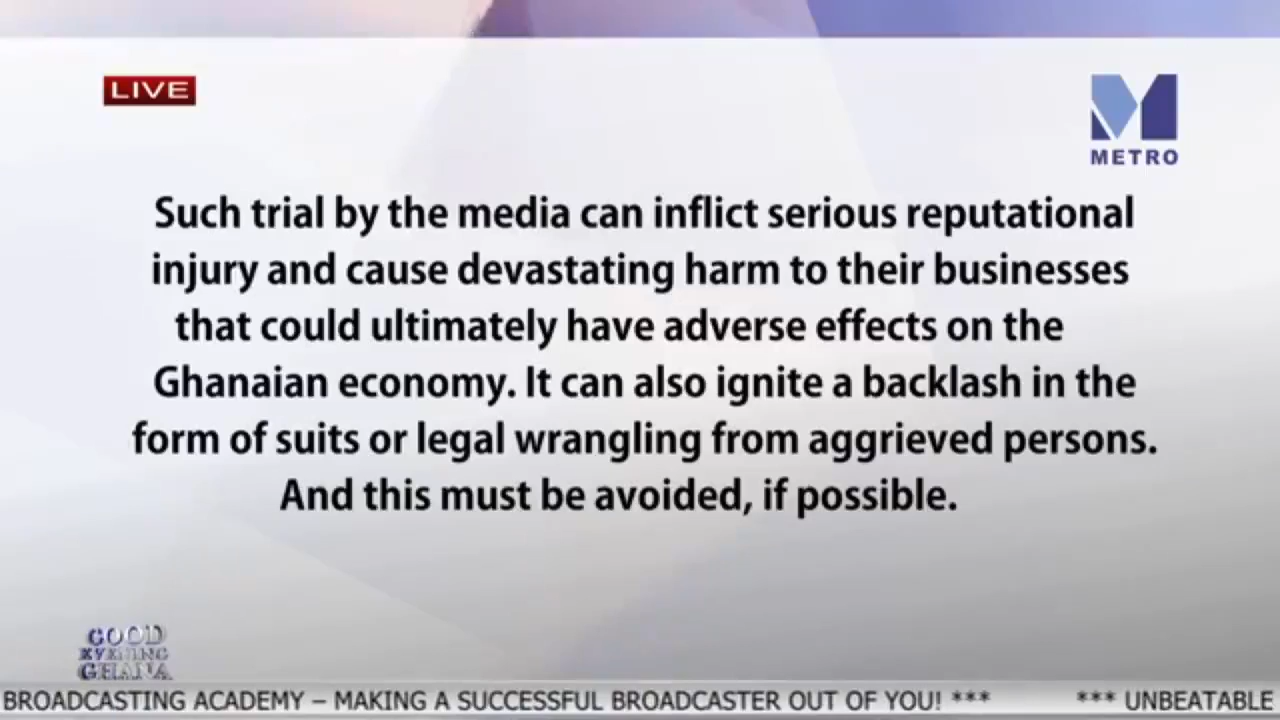 LIVE
METRO
Such trial by the media can inflict serious reputational
injury and cause devastating harm to their businesses
that could ultimately have adverse effects on the
Ghanaian economy. It can also ignite a backlash in the
form of suits or legal wrangling from aggrieved persons.
And this must be avoided, if possible.
GOOD
EVENING
GHANA
BROADCASTING ACADEMY – MAKING A SUCCESSFUL BROADCASTER OUT OF YOU! *** *** UNBEATABLE